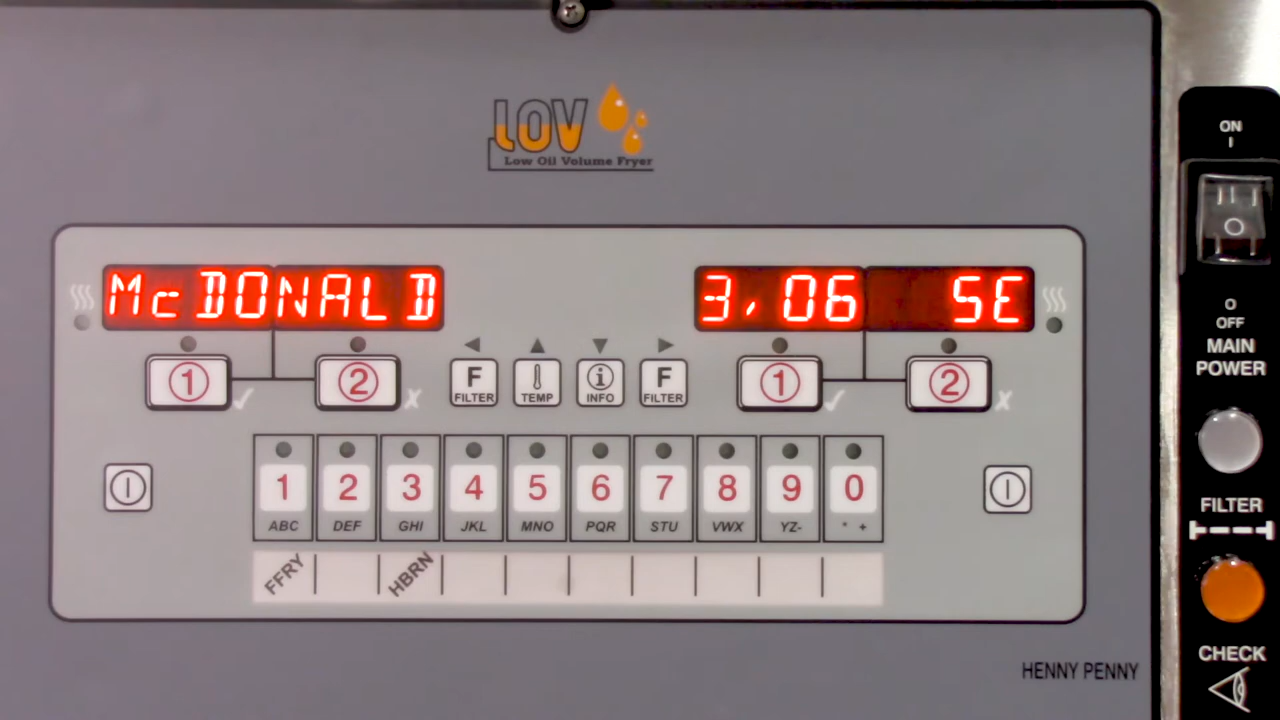 LOV
Low Oil Volume Fryer
McDONALD
3,06 SE
1 2 1 2
F FILTER
TEMP
i INFO
F FILTER
1 2 3 4 5 6 7 8 9 0
ABC DEF GHI JKL MNO PQR STU VWX YZ- * +
FFRY HBRN
HENNY PENNY
ON
I
O
OFF
MAIN
POWER
FILTER
CHECK